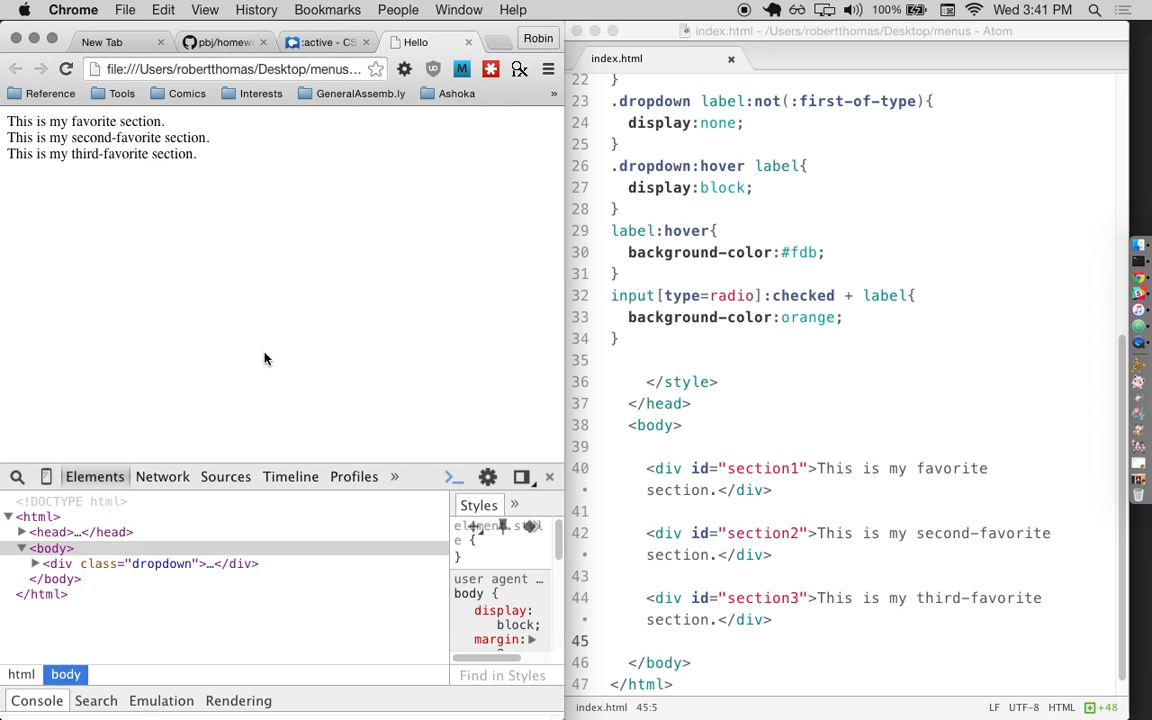 Chrome File Edit View History Bookmarks People Window Help 100% Wed 3:41 PM
New Tab pbj/homew :active - CS Hello Robin
file:///Users/robertthomas/Desktop/menus...
Reference Tools Comics Interests GeneralAssemb.ly Ashoka »
This is my favorite section.
This is my second-favorite section.
This is my third-favorite section.
Elements Network Sources Timeline Profiles »
<!DOCTYPE html>
<html>
<head>…</head>
<body>
<div class="dropdown">…</div>
</body>
</html>
Styles »
e {
}
user agent …
body {
display:
block;
margin:
html body
Find in Styles
Console Search Emulation Rendering
index.html - /Users/robertthomas/Desktop/menus - Atom
index.html
22 }
23 .dropdown label:not(:first-of-type){
24 display:none;
25 }
26 .dropdown:hover label{
27 display:block;
28 }
29 label:hover{
30 background-color:#fdb;
31 }
32 input[type=radio]:checked + label{
33 background-color:orange;
34 }
35
36 </style>
37 </head>
38 <body>
39
40 <div id="section1">This is my favorite
• section.</div>
41
42 <div id="section2">This is my second-favorite
• section.</div>
43
44 <div id="section3">This is my third-favorite
• section.</div>
45
46 </body>
47 </html>
index.html 45:5 LF UTF-8 HTML +48